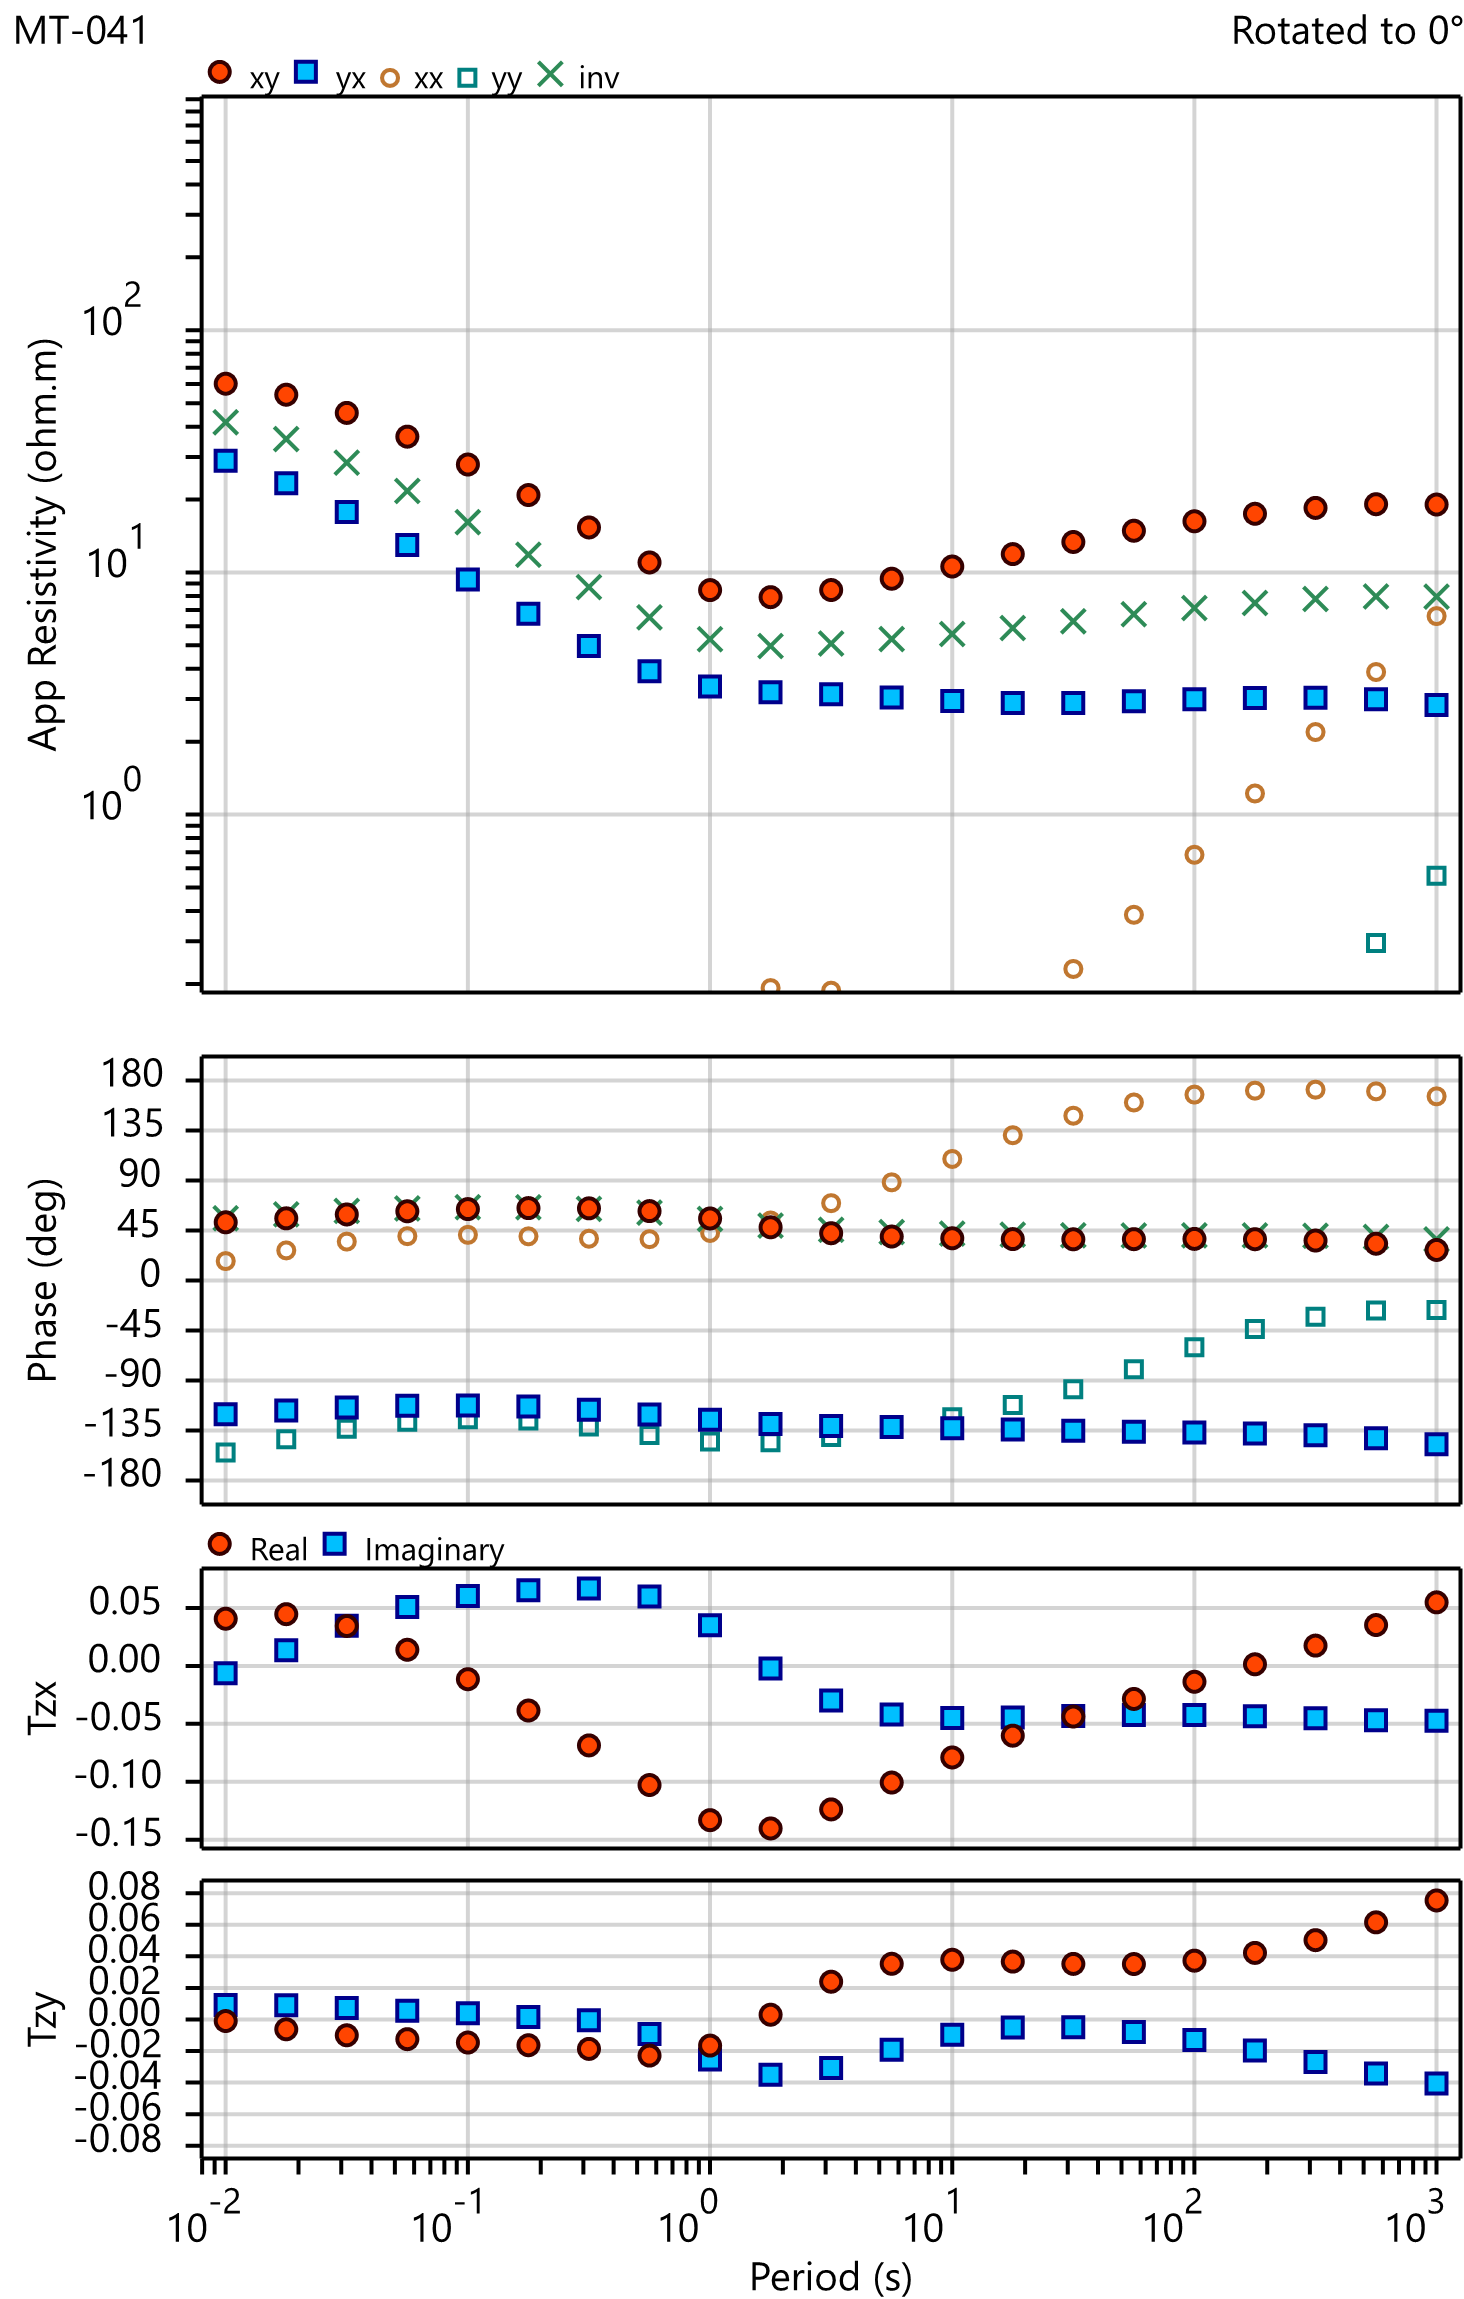 MT-041
Rotated to 0°
xy yx xx yy inv
App Resistivity (ohm.m)
10^2
10^1
10^0
Phase (deg)
180
135
90
45
0
-45
-90
-135
-180
Real Imaginary
Tzx
0.05
0.00
-0.05
-0.10
-0.15
Tzy
0.08
0.06
0.04
0.02
0.00
-0.02
-0.04
-0.06
-0.08
10^-2 10^-1 10^0 10^1 10^2 10^3
Period (s)